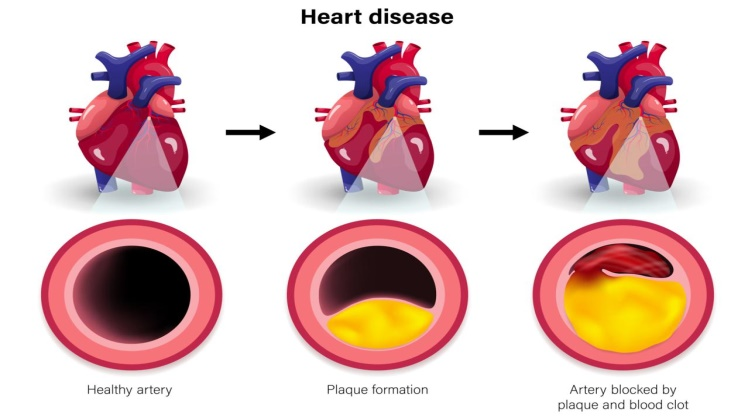 Heart disease
Healthy artery
Plaque formation
Artery blocked by
plaque and blood clot